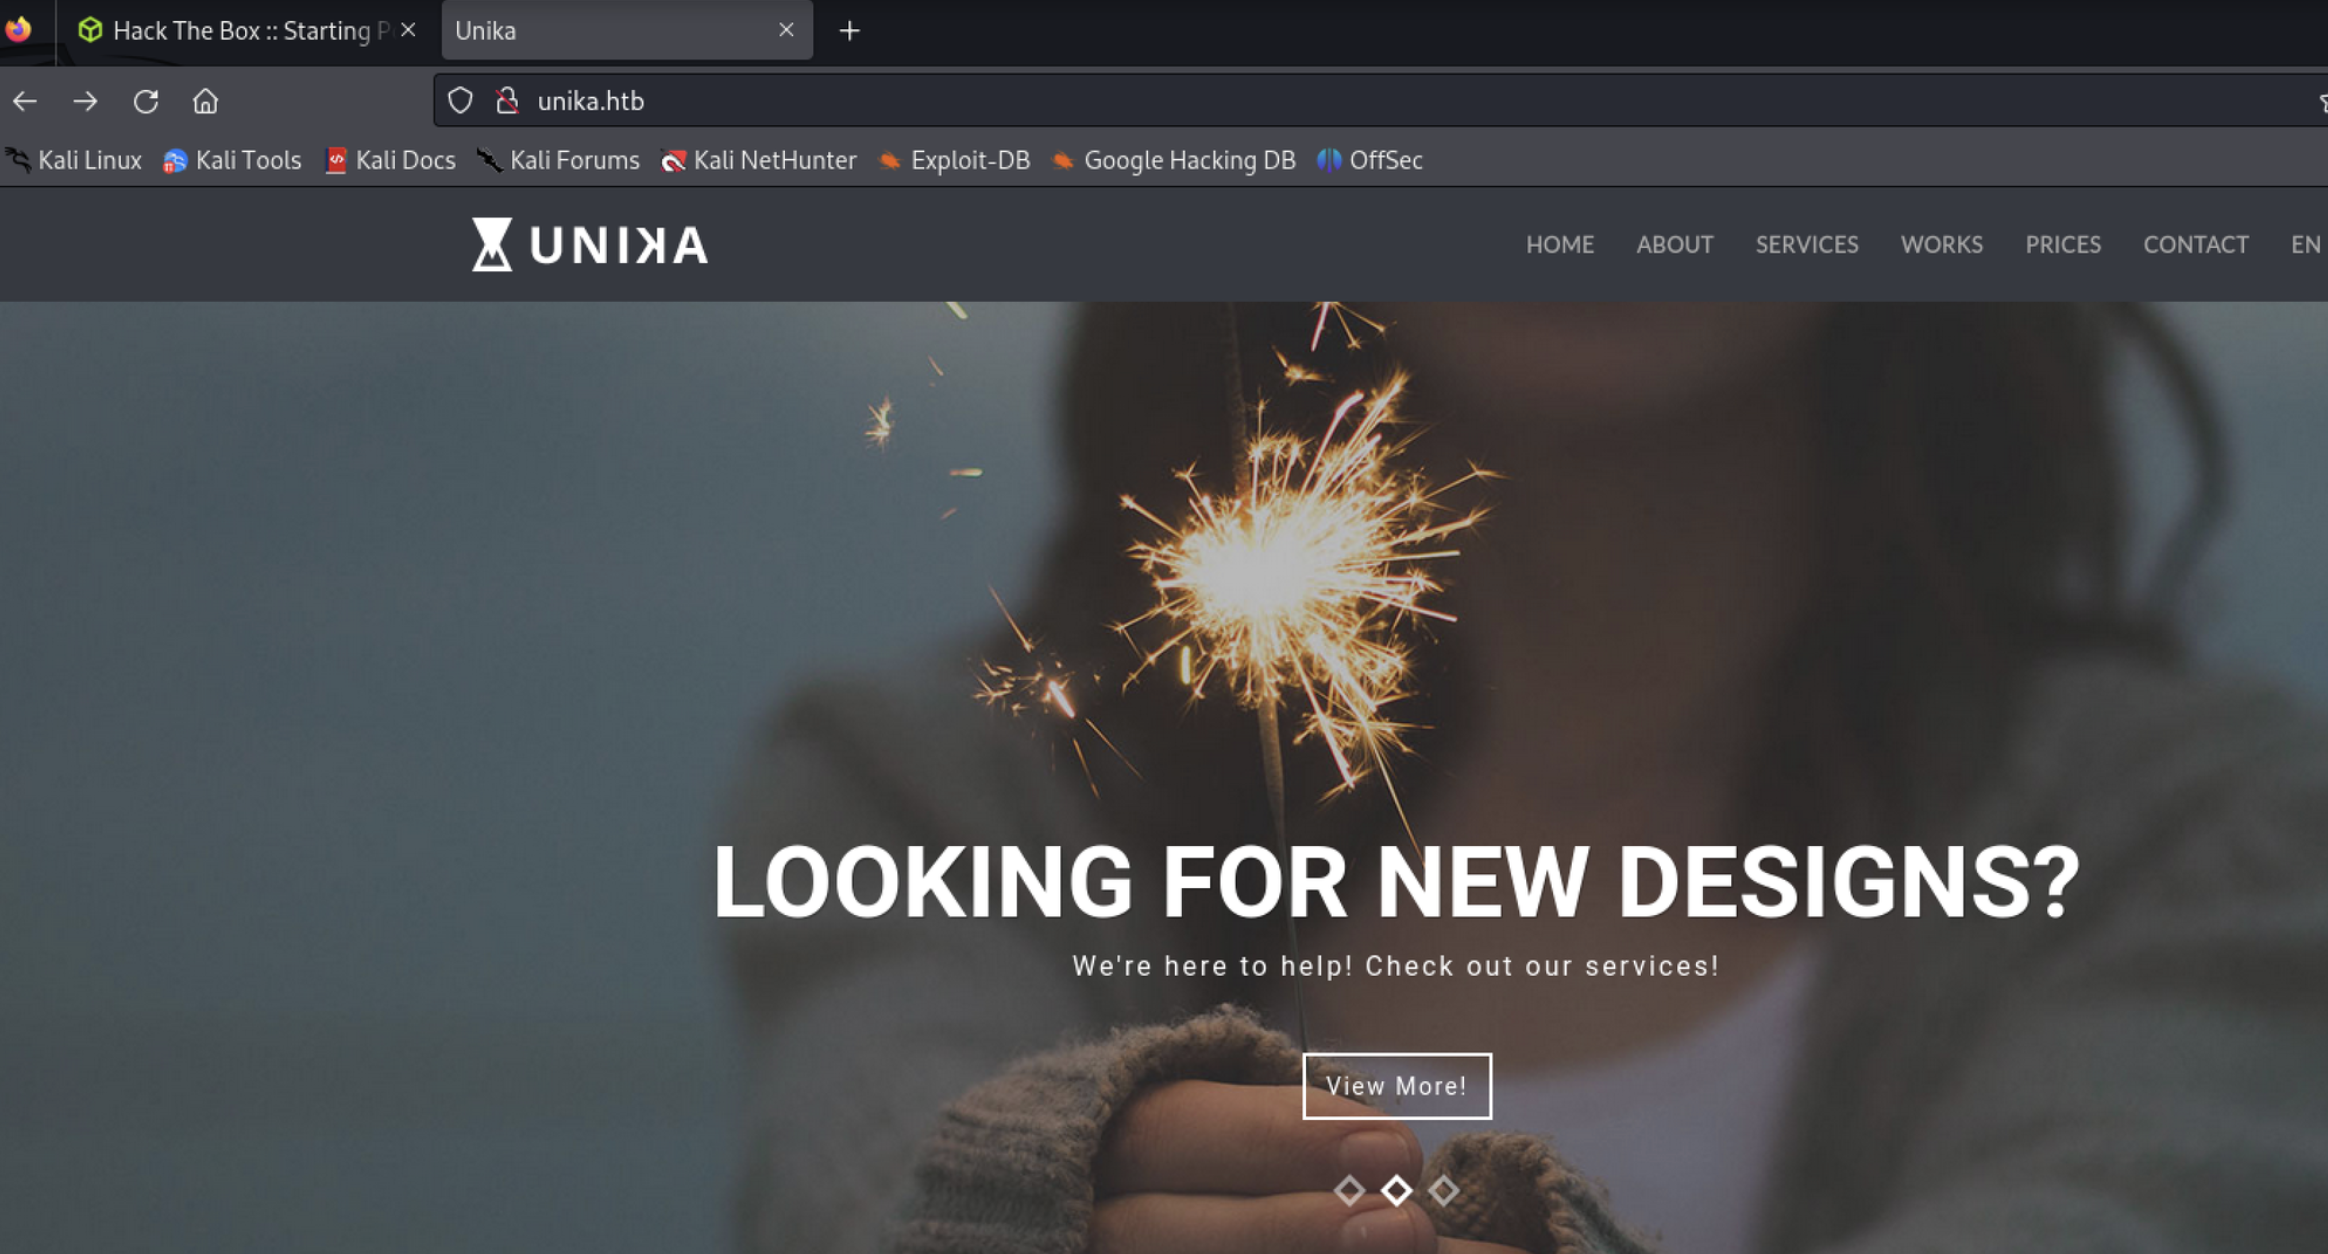 Hack The Box :: Starting P
Unika
unika.htb
Kali Linux Kali Tools Kali Docs Kali Forums Kali NetHunter Exploit-DB Google Hacking DB OffSec
UNIKA HOME ABOUT SERVICES WORKS PRICES CONTACT EN
LOOKING FOR NEW DESIGNS?
We're here to help! Check out our services!
View More!